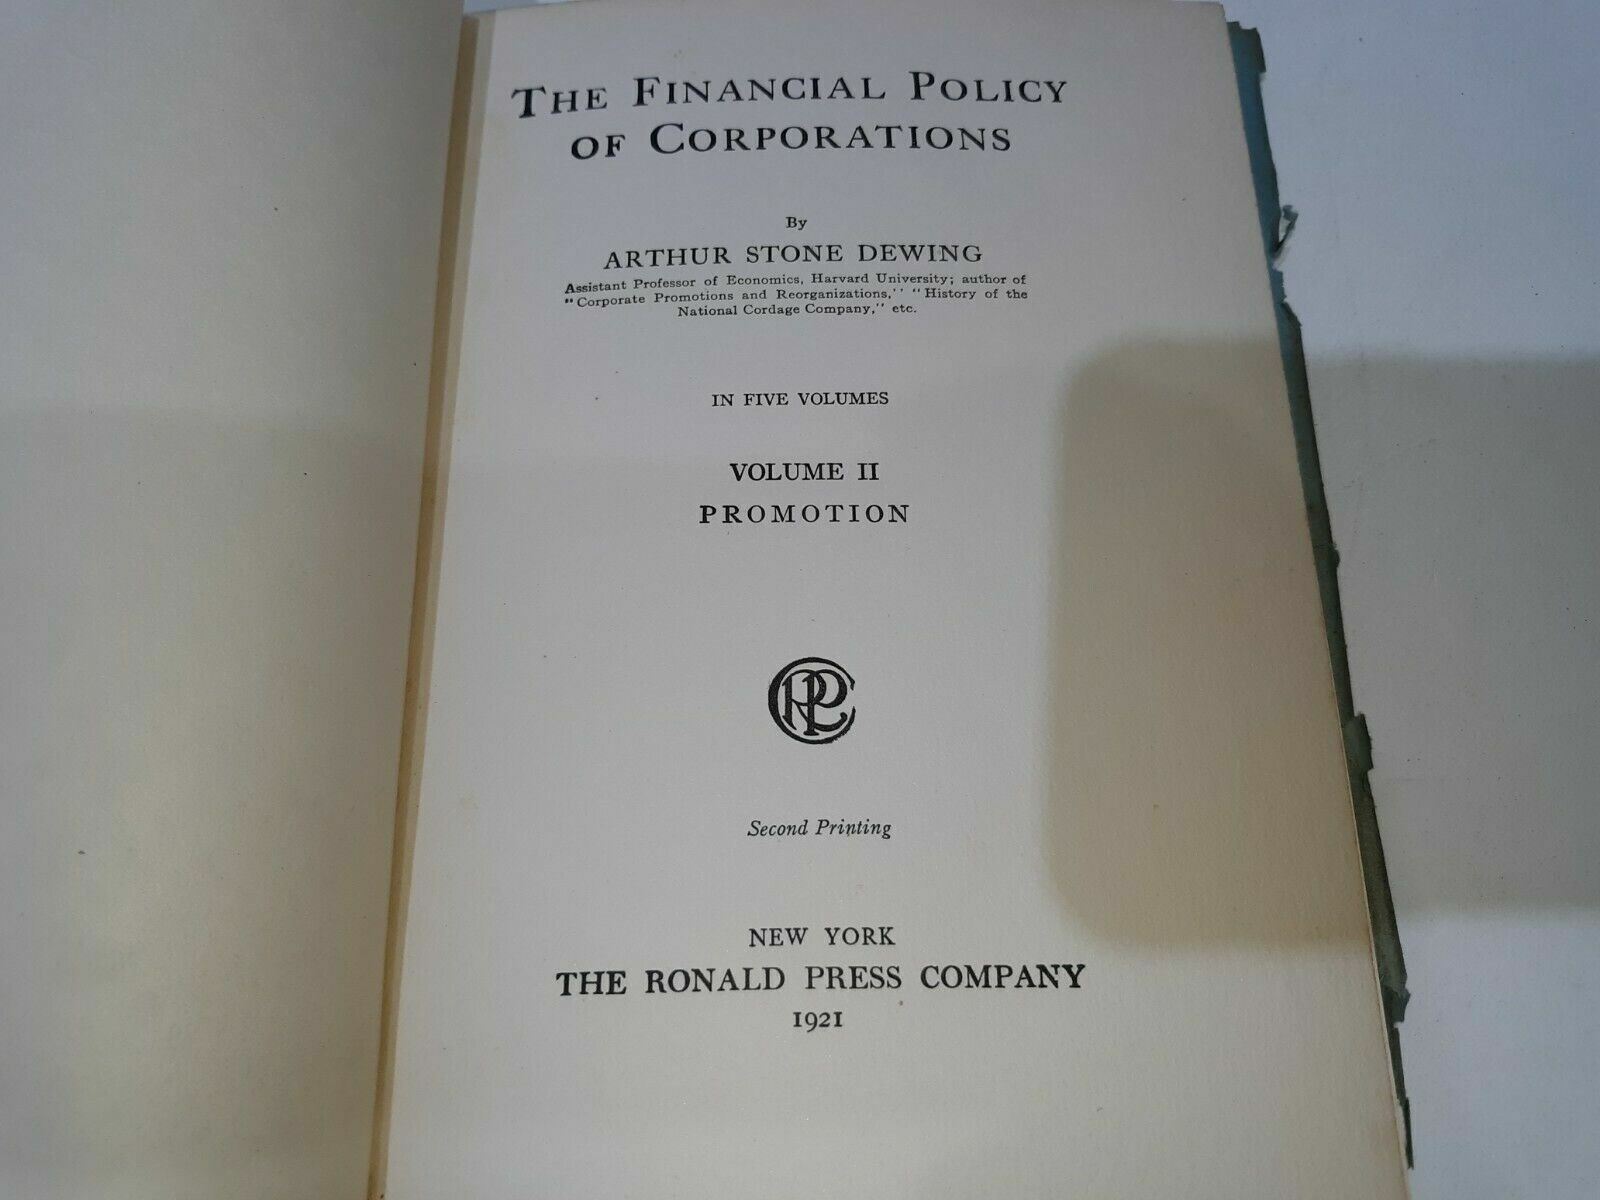 THE FINANCIAL POLICY
OF CORPORATIONS
By
ARTHUR STONE DEWING
Assistant Professor of Economics, Harvard University; author of
"Corporate Promotions and Reorganizations," "History of the
National Cordage Company," etc.
IN FIVE VOLUMES
VOLUME II
PROMOTION
RPC
Second Printing
NEW YORK
THE RONALD PRESS COMPANY
1921